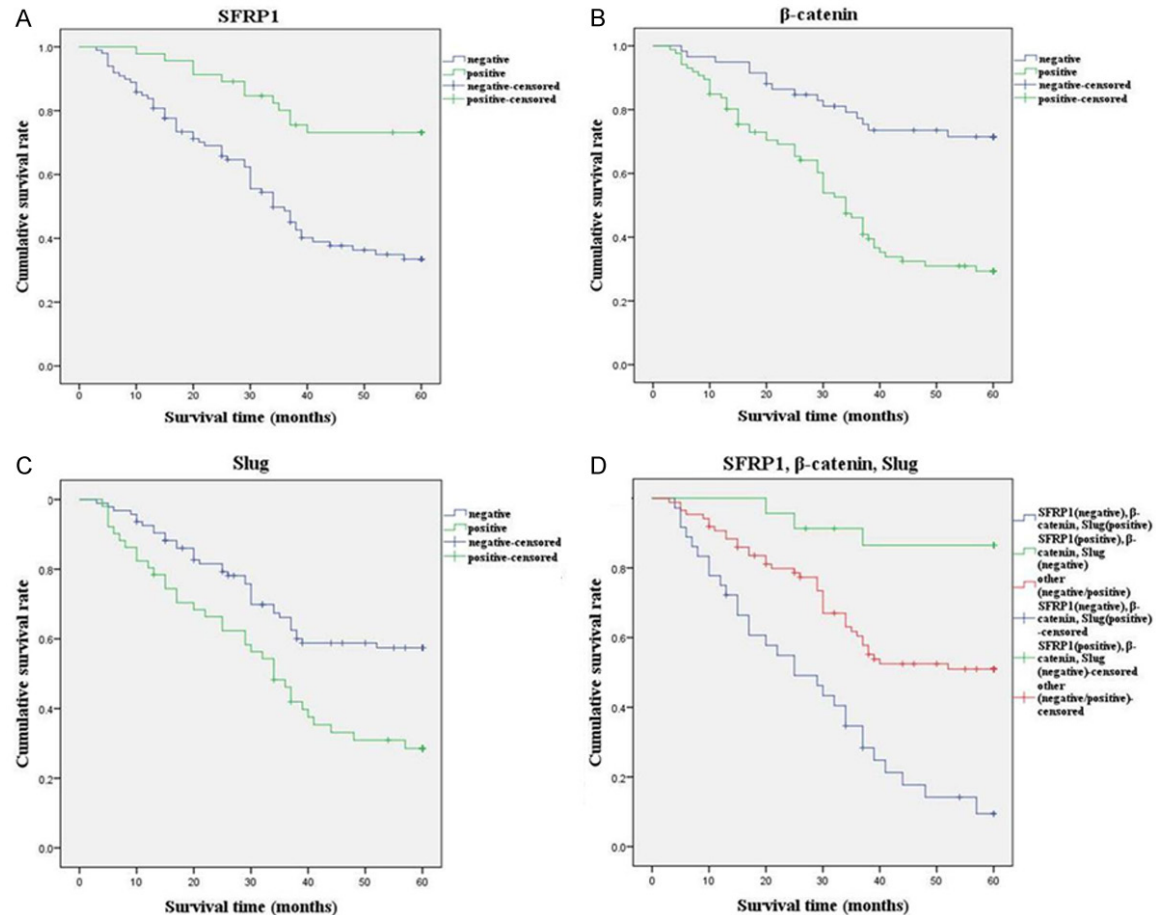 A
SFRP1
Cumulative survival rate
1.0
0.8
0.6
0.4
0.2
0.0
0 10 20 30 40 50 60
Survival time (months)
negative
positive
negative-censored
positive-censored
B
β-catenin
Cumulative survival rate
1.0
0.8
0.6
0.4
0.2
0.0
0 10 20 30 40 50 60
Survival time (months)
negative
positive
negative-censored
positive-censored
C
Slug
Cumulative survival rate
0
0.8
0.6
0.4
0.2
0.0
0 10 20 30 40 50 60
Survival time (months)
negative
positive
negative-censored
positive-censored
D
SFRP1, β-catenin, Slug
Cumulative survival rate
0.8
0.6
0.4
0.2
0.0
0 10 20 30 40 50 60
Survival time (months)
SFRP1(negative), β-
catenin, Slug(positive)
SFRP1(positive), β-
catenin, Slug
(negative)
other
(negative/positive)
SFRP1(negative), β-
catenin, Slug(positive)
-censored
SFRP1(positive), β-
catenin, Slug
(negative)-censored
other
(negative/positive)-
censored